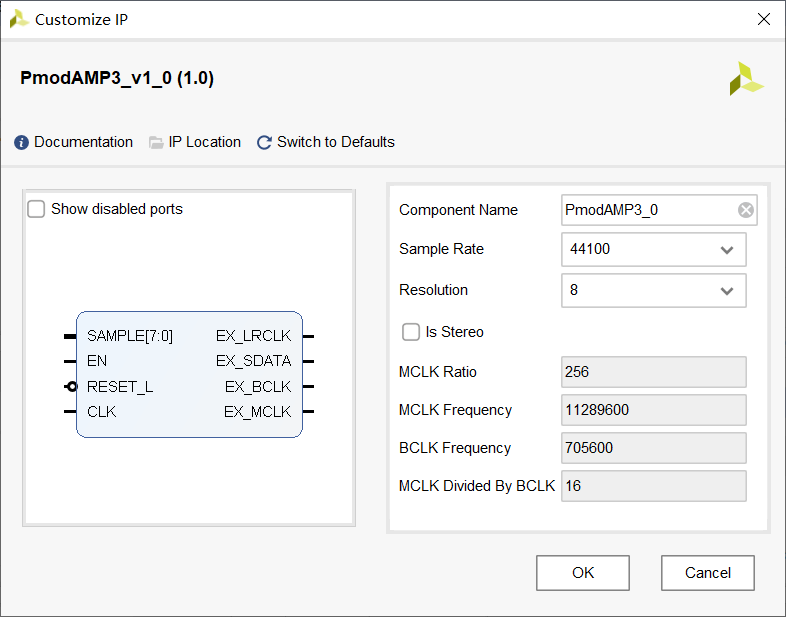 Customize IP
PmodAMP3_v1_0 (1.0)
Documentation IP Location Switch to Defaults
Show disabled ports
SAMPLE[7:0] EX_LRCLK
EN EX_SDATA
RESET_L EX_BCLK
CLK EX_MCLK
Component Name PmodAMP3_0
Sample Rate 44100
Resolution 8
Is Stereo
MCLK Ratio 256
MCLK Frequency 11289600
BCLK Frequency 705600
MCLK Divided By BCLK 16
OK Cancel